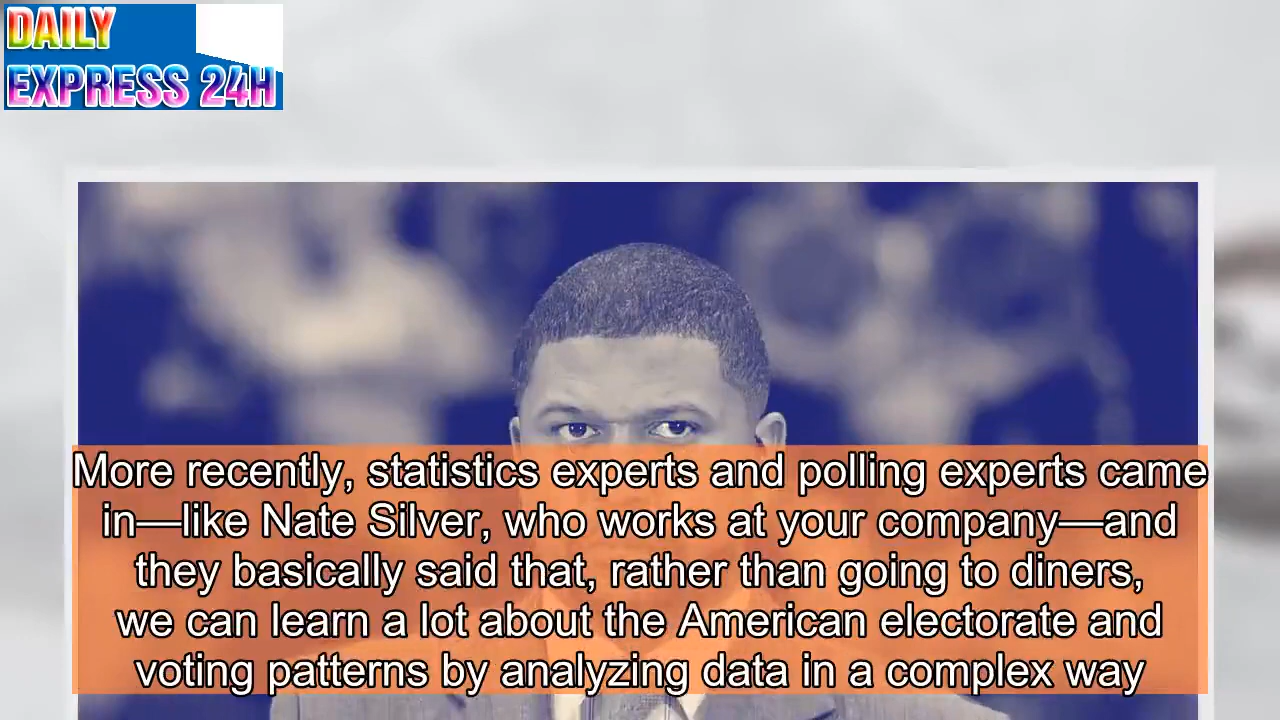 DAILY
EXPRESS 24H
More recently, statistics experts and polling experts came
in—like Nate Silver, who works at your company—and
they basically said that, rather than going to diners,
we can learn a lot about the American electorate and
voting patterns by analyzing data in a complex way